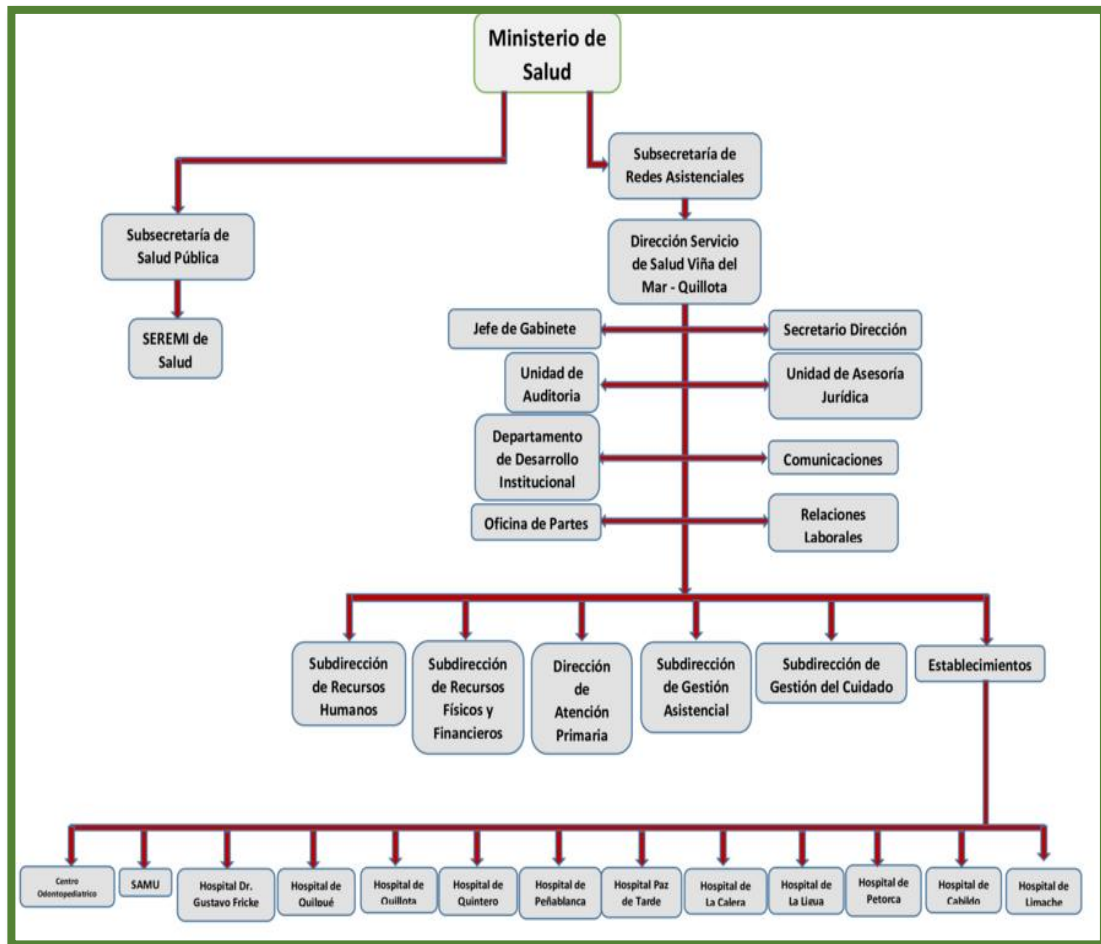 Ministerio de
Salud
Subsecretaría de
Redes Asistenciales
Subsecretaría de
Salud Pública
Dirección Servicio
de Salud Viña del
Mar - Quillota
SEREMI de
Salud
Jefe de Gabinete
Secretario Dirección
Unidad de
Auditoria
Unidad de Asesoría
Jurídica
Departamento
de Desarrollo
Institucional
Comunicaciones
Oficina de Partes
Relaciones
Laborales
Subdirección
de Recursos
Humanos
Subdirección
de Recursos
Físicos y
Financieros
Dirección
de
Atención
Primaria
Subdirección
de Gestión
Asistencial
Subdirección de
Gestión del Cuidado
Establecimientos
Centro
Odontopediatrico
SAMU
Hospital Dr.
Gustavo Fricke
Hospital de
Quilpué
Hospital de
Quillota
Hospital de
Quintero
Hospital de
Peñablanca
Hospital Paz
de Tarde
Hospital de
La Calera
Hospital de
La Ligua
Hospital de
Petorca
Hospital de
Cabildo
Hospital de
Limache